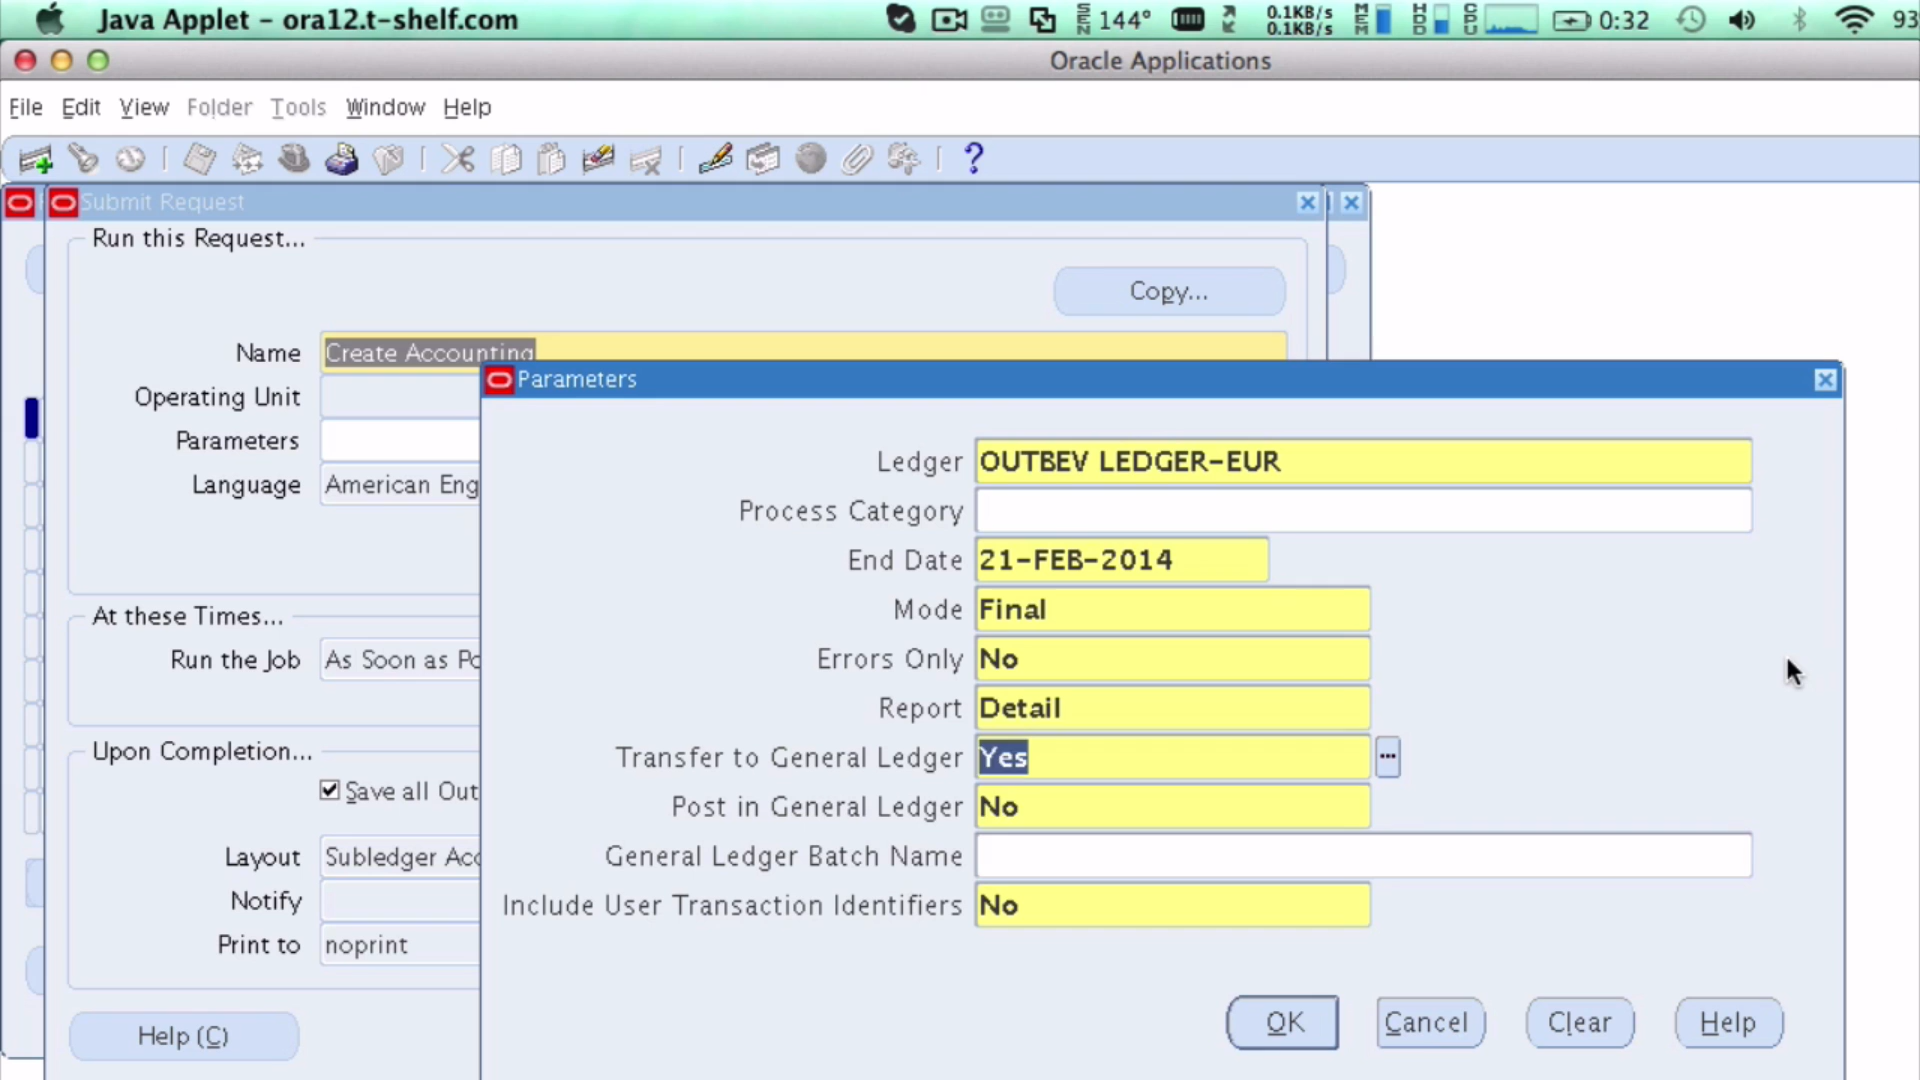 Java Applet - ora12.t-shelf.com
SEN 144° 0.1KB/s 0.1KB/s MEM HDD CPU 0:32 93
Oracle Applications
File Edit View Folder Tools Window Help
?
Submit Request
Run this Request...
Copy...
Name Create Accounting
Operating Unit
Parameters
Language American Eng
At these Times...
Run the Job As Soon as Po
Upon Completion...
Save all Out
Layout Subledger Acc
Notify
Print to noprint
Help (C)
Parameters
Ledger OUTBEV LEDGER-EUR
Process Category
End Date 21-FEB-2014
Mode Final
Errors Only No
Report Detail
Transfer to General Ledger Yes ...
Post in General Ledger No
General Ledger Batch Name
Include User Transaction Identifiers No
OK Cancel Clear Help